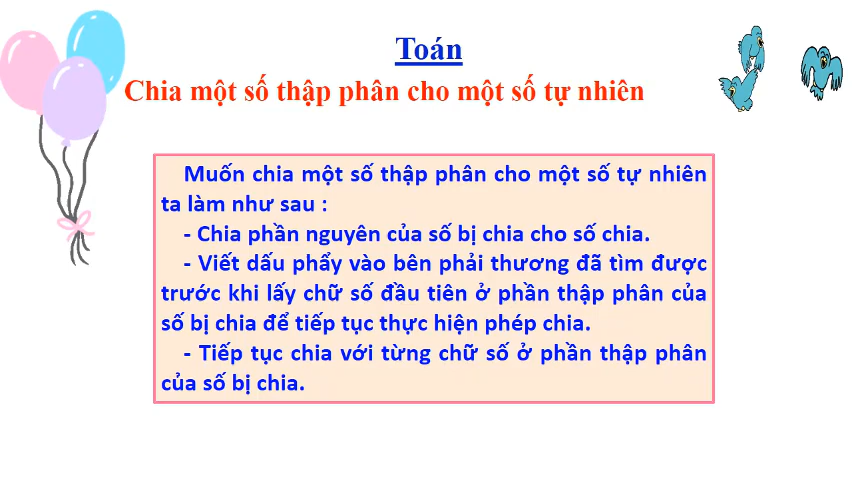 Toán
Chia một số thập phân cho một số tự nhiên
Muốn chia một số thập phân cho một số tự nhiên
ta làm như sau :
- Chia phần nguyên của số bị chia cho số chia.
- Viết dấu phẩy vào bên phải thương đã tìm được
trước khi lấy chữ số đầu tiên ở phần thập phân của
số bị chia để tiếp tục thực hiện phép chia.
- Tiếp tục chia với từng chữ số ở phần thập phân
của số bị chia.